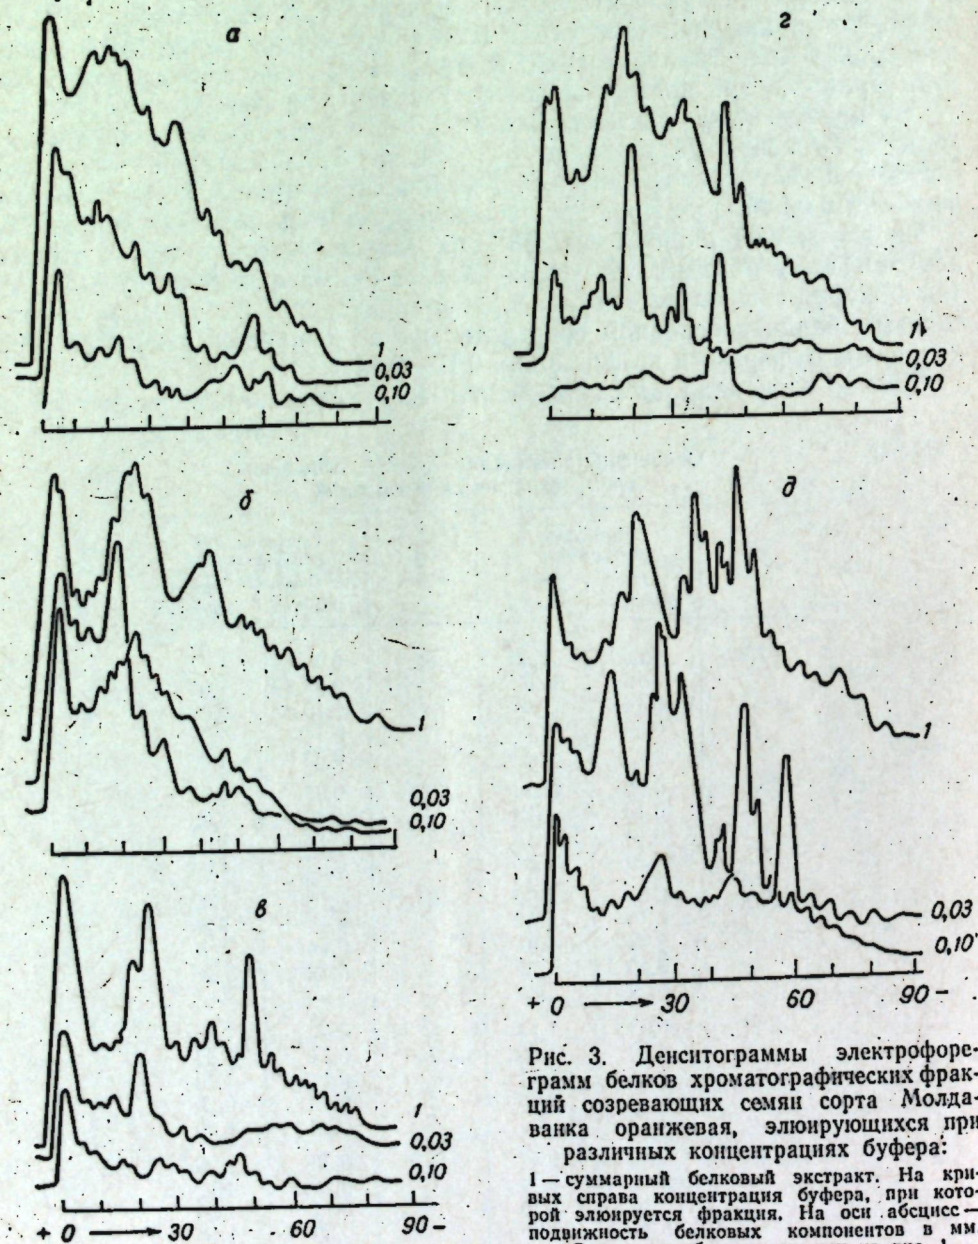 а
1
0,03
0,10
б
1
0,03
0,10
в
1
0,03
0,10
+ 0 → 30 60 90 –
г
1
0,03
0,10
д
1
0,03
0,10
+ 0 → 30 60 90 –
Рис. 3. Денситограммы электрофоре-
грамм белков хроматографических фрак-
ций созревающих семян сорта Молда-
ванка оранжевая, элюирующихся при
различных концентрациях буфера:
1 — суммарный белковый экстракт. На кри-
вых справа концентрация буфера, при кото-
рой элюируется фракция. На оси абсцисс —
подвижность белковых компонентов в мм